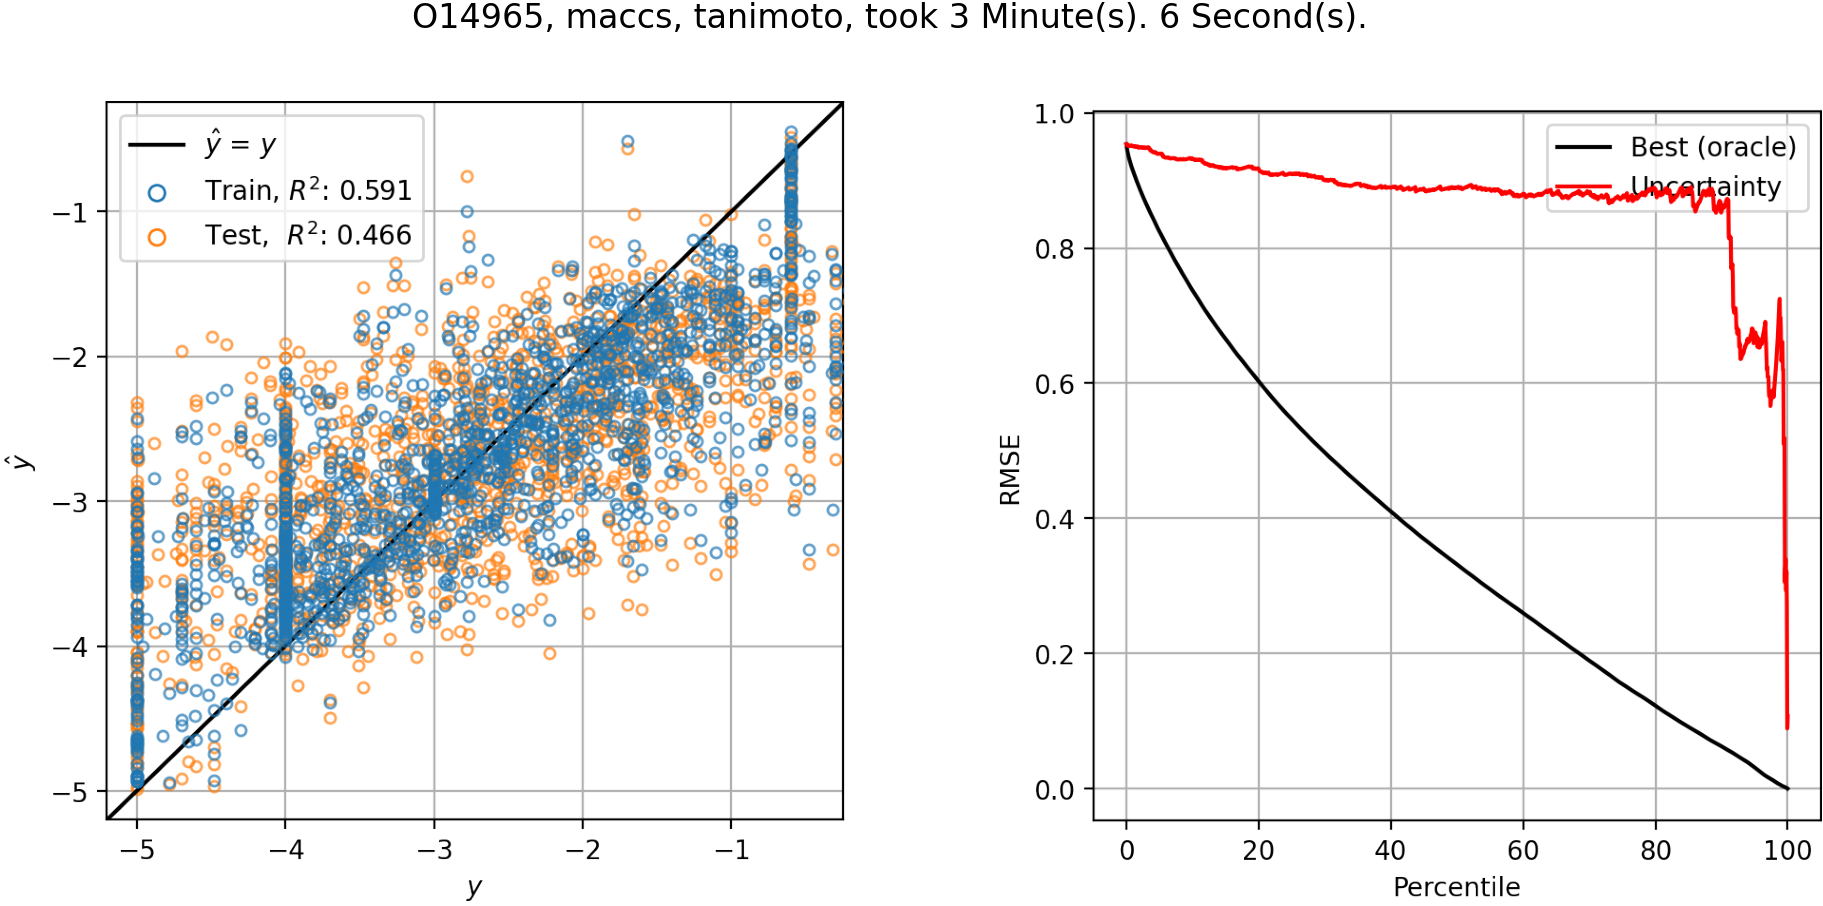 O14965, maccs, tanimoto, took 3 Minute(s). 6 Second(s).
ŷ = y
Train, R²: 0.591
Test, R²: 0.466
−1
−2
−3
−4
−5
−5 −4 −3 −2 −1
y
ŷ
Best (oracle)
Uncertainty
1.0
0.8
0.6
0.4
0.2
0.0
0 20 40 60 80 100
Percentile
RMSE